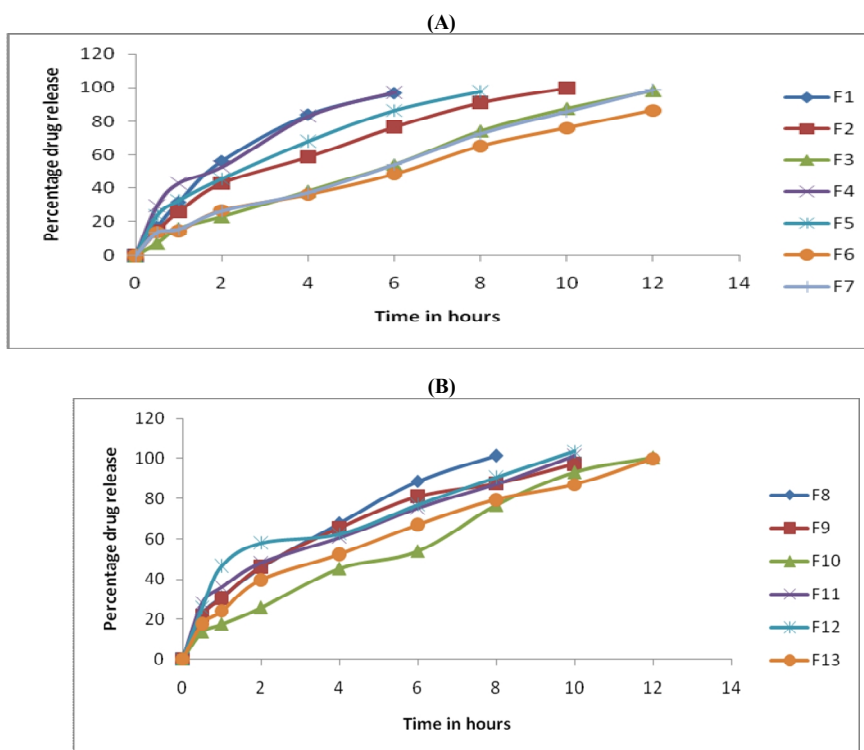 (A)
Percentage drug release
120
100
80
60
40
20
0
0 2 4 6 8 10 12 14
Time in hours
F1
F2
F3
F4
F5
F6
F7
(B)
Percentage drug release
120
100
80
60
40
20
0
0 2 4 6 8 10 12 14
Time in hours
F8
F9
F10
F11
F12
F13